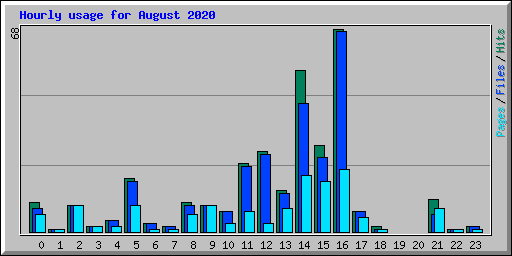 Hourly usage for August 2020
68
Pages/Files/Hits
0 1 2 3 4 5 6 7 8 9 10 11 12 13 14 15 16 17 18 19 20 21 22 23